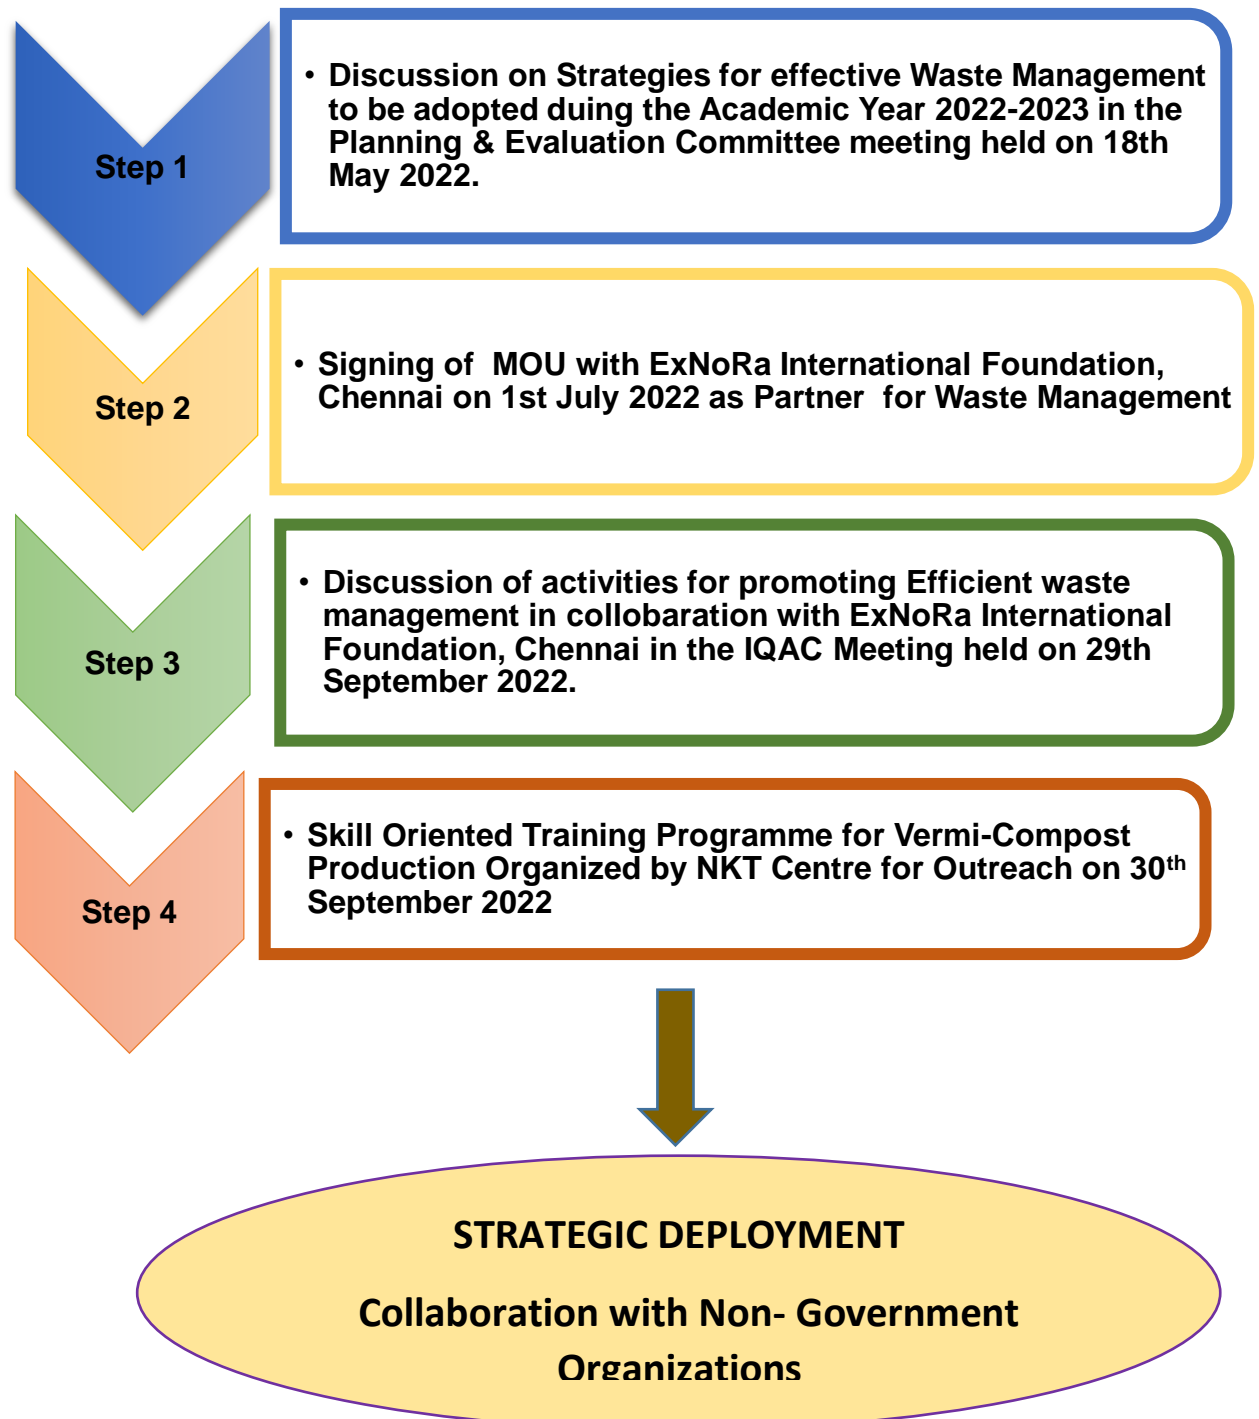 Step 1
• Discussion on Strategies for effective Waste Management
to be adopted duing the Academic Year 2022-2023 in the
Planning & Evaluation Committee meeting held on 18th
May 2022.
Step 2
• Signing of  MOU with ExNoRa International Foundation,
Chennai on 1st July 2022 as Partner  for Waste Management
Step 3
• Discussion of activities for promoting Efficient waste
management in collobaration with ExNoRa International
Foundation, Chennai in the IQAC Meeting held on 29th
September 2022.
Step 4
• Skill Oriented Training Programme for Vermi-Compost
Production Organized by NKT Centre for Outreach on 30th
September 2022
STRATEGIC DEPLOYMENT
Collaboration with Non- Government
Organizations